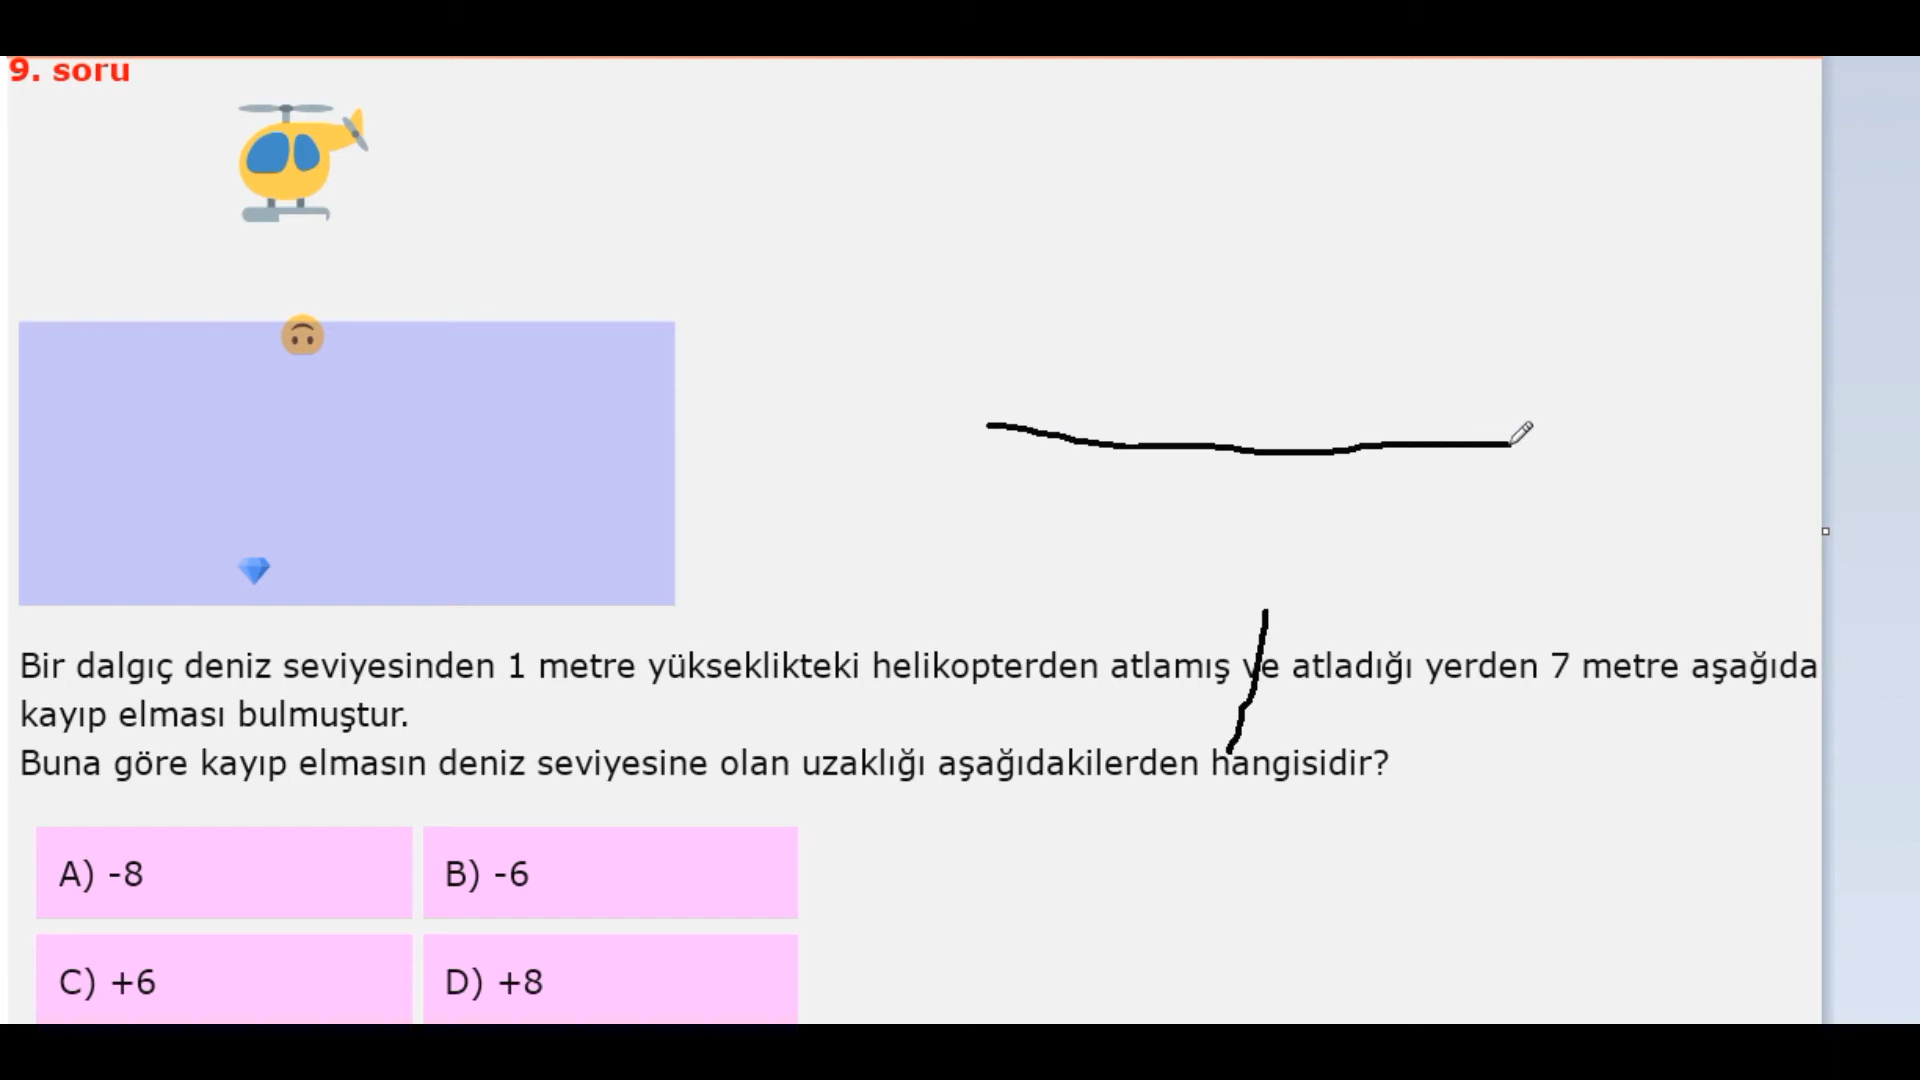 9. soru
Bir dalgıç deniz seviyesinden 1 metre yükseklikteki helikopterden atlamış ve atladığı yerden 7 metre aşağıda
kayıp elması bulmuştur.
Buna göre kayıp elmasın deniz seviyesine olan uzaklığı aşağıdakilerden hangisidir?
A) -8
B) -6
C) +6
D) +8